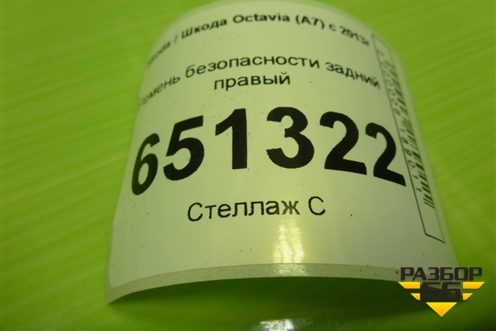 Шкода Octavia (A7) с 2013г
безопасности задний
правый
651322
Стеллаж С
РАЗБОР
66